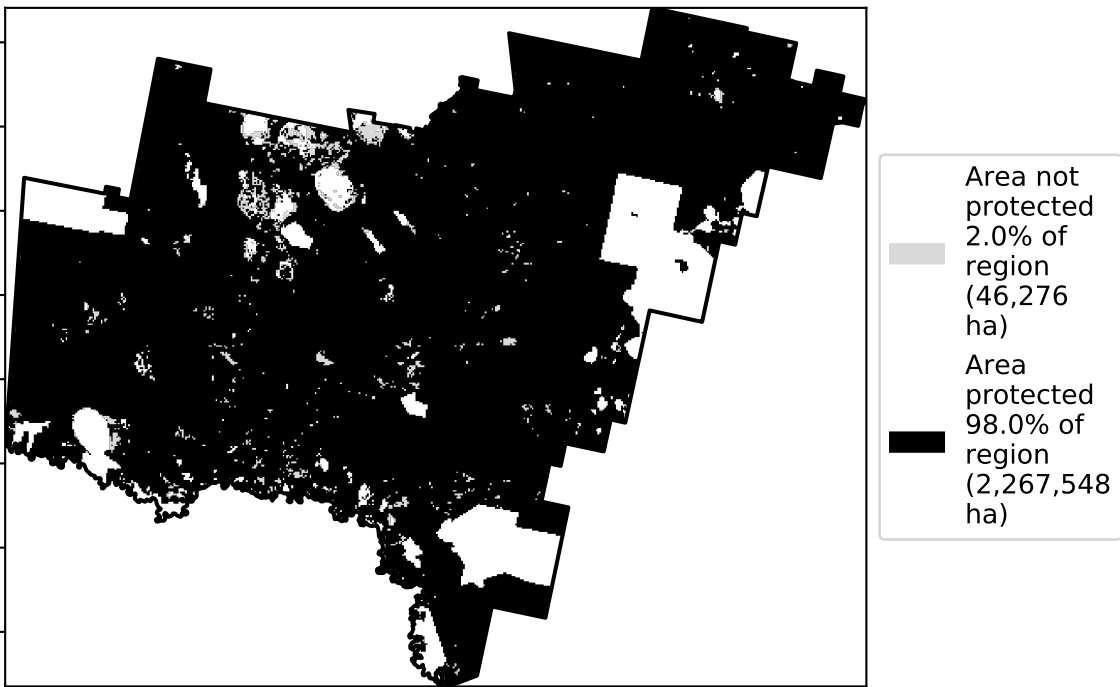 Area not
protected
2.0% of
region
(46,276
ha)
Area
protected
98.0% of
region
(2,267,548
ha)